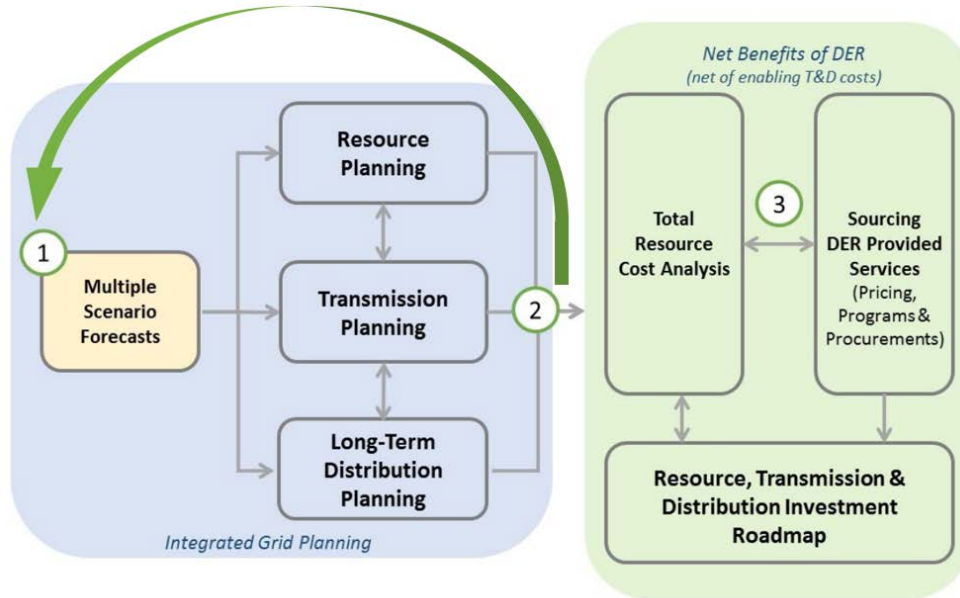 Net Benefits of DER
(net of enabling T&D costs)
Resource
Planning
1
Multiple
Scenario
Forecasts
Transmission
Planning
2
Long-Term
Distribution
Planning
Integrated Grid Planning
Total
Resource
Cost Analysis
3
Sourcing
DER Provided
Services
(Pricing,
Programs &
Procurements)
Resource, Transmission &
Distribution Investment
Roadmap